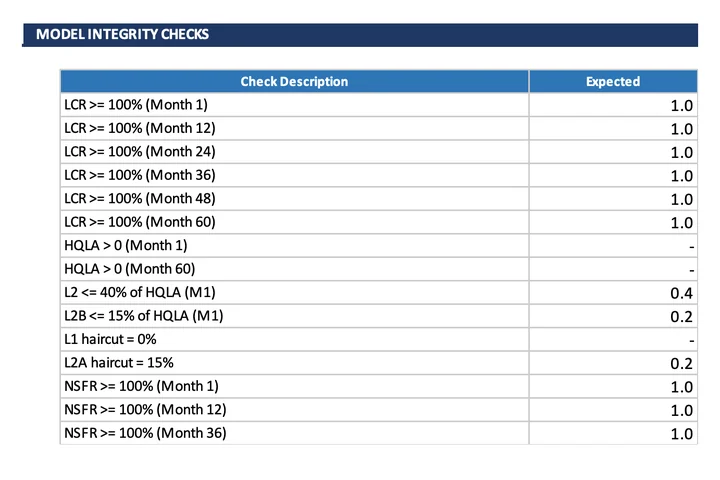 MODEL INTEGRITY CHECKS
Check Description Expected
LCR >= 100% (Month 1) 1.0
LCR >= 100% (Month 12) 1.0
LCR >= 100% (Month 24) 1.0
LCR >= 100% (Month 36) 1.0
LCR >= 100% (Month 48) 1.0
LCR >= 100% (Month 60) 1.0
HQLA > 0 (Month 1) -
HQLA > 0 (Month 60) -
L2 <= 40% of HQLA (M1) 0.4
L2B <= 15% of HQLA (M1) 0.2
L1 haircut = 0% -
L2A haircut = 15% 0.2
NSFR >= 100% (Month 1) 1.0
NSFR >= 100% (Month 12) 1.0
NSFR >= 100% (Month 36) 1.0